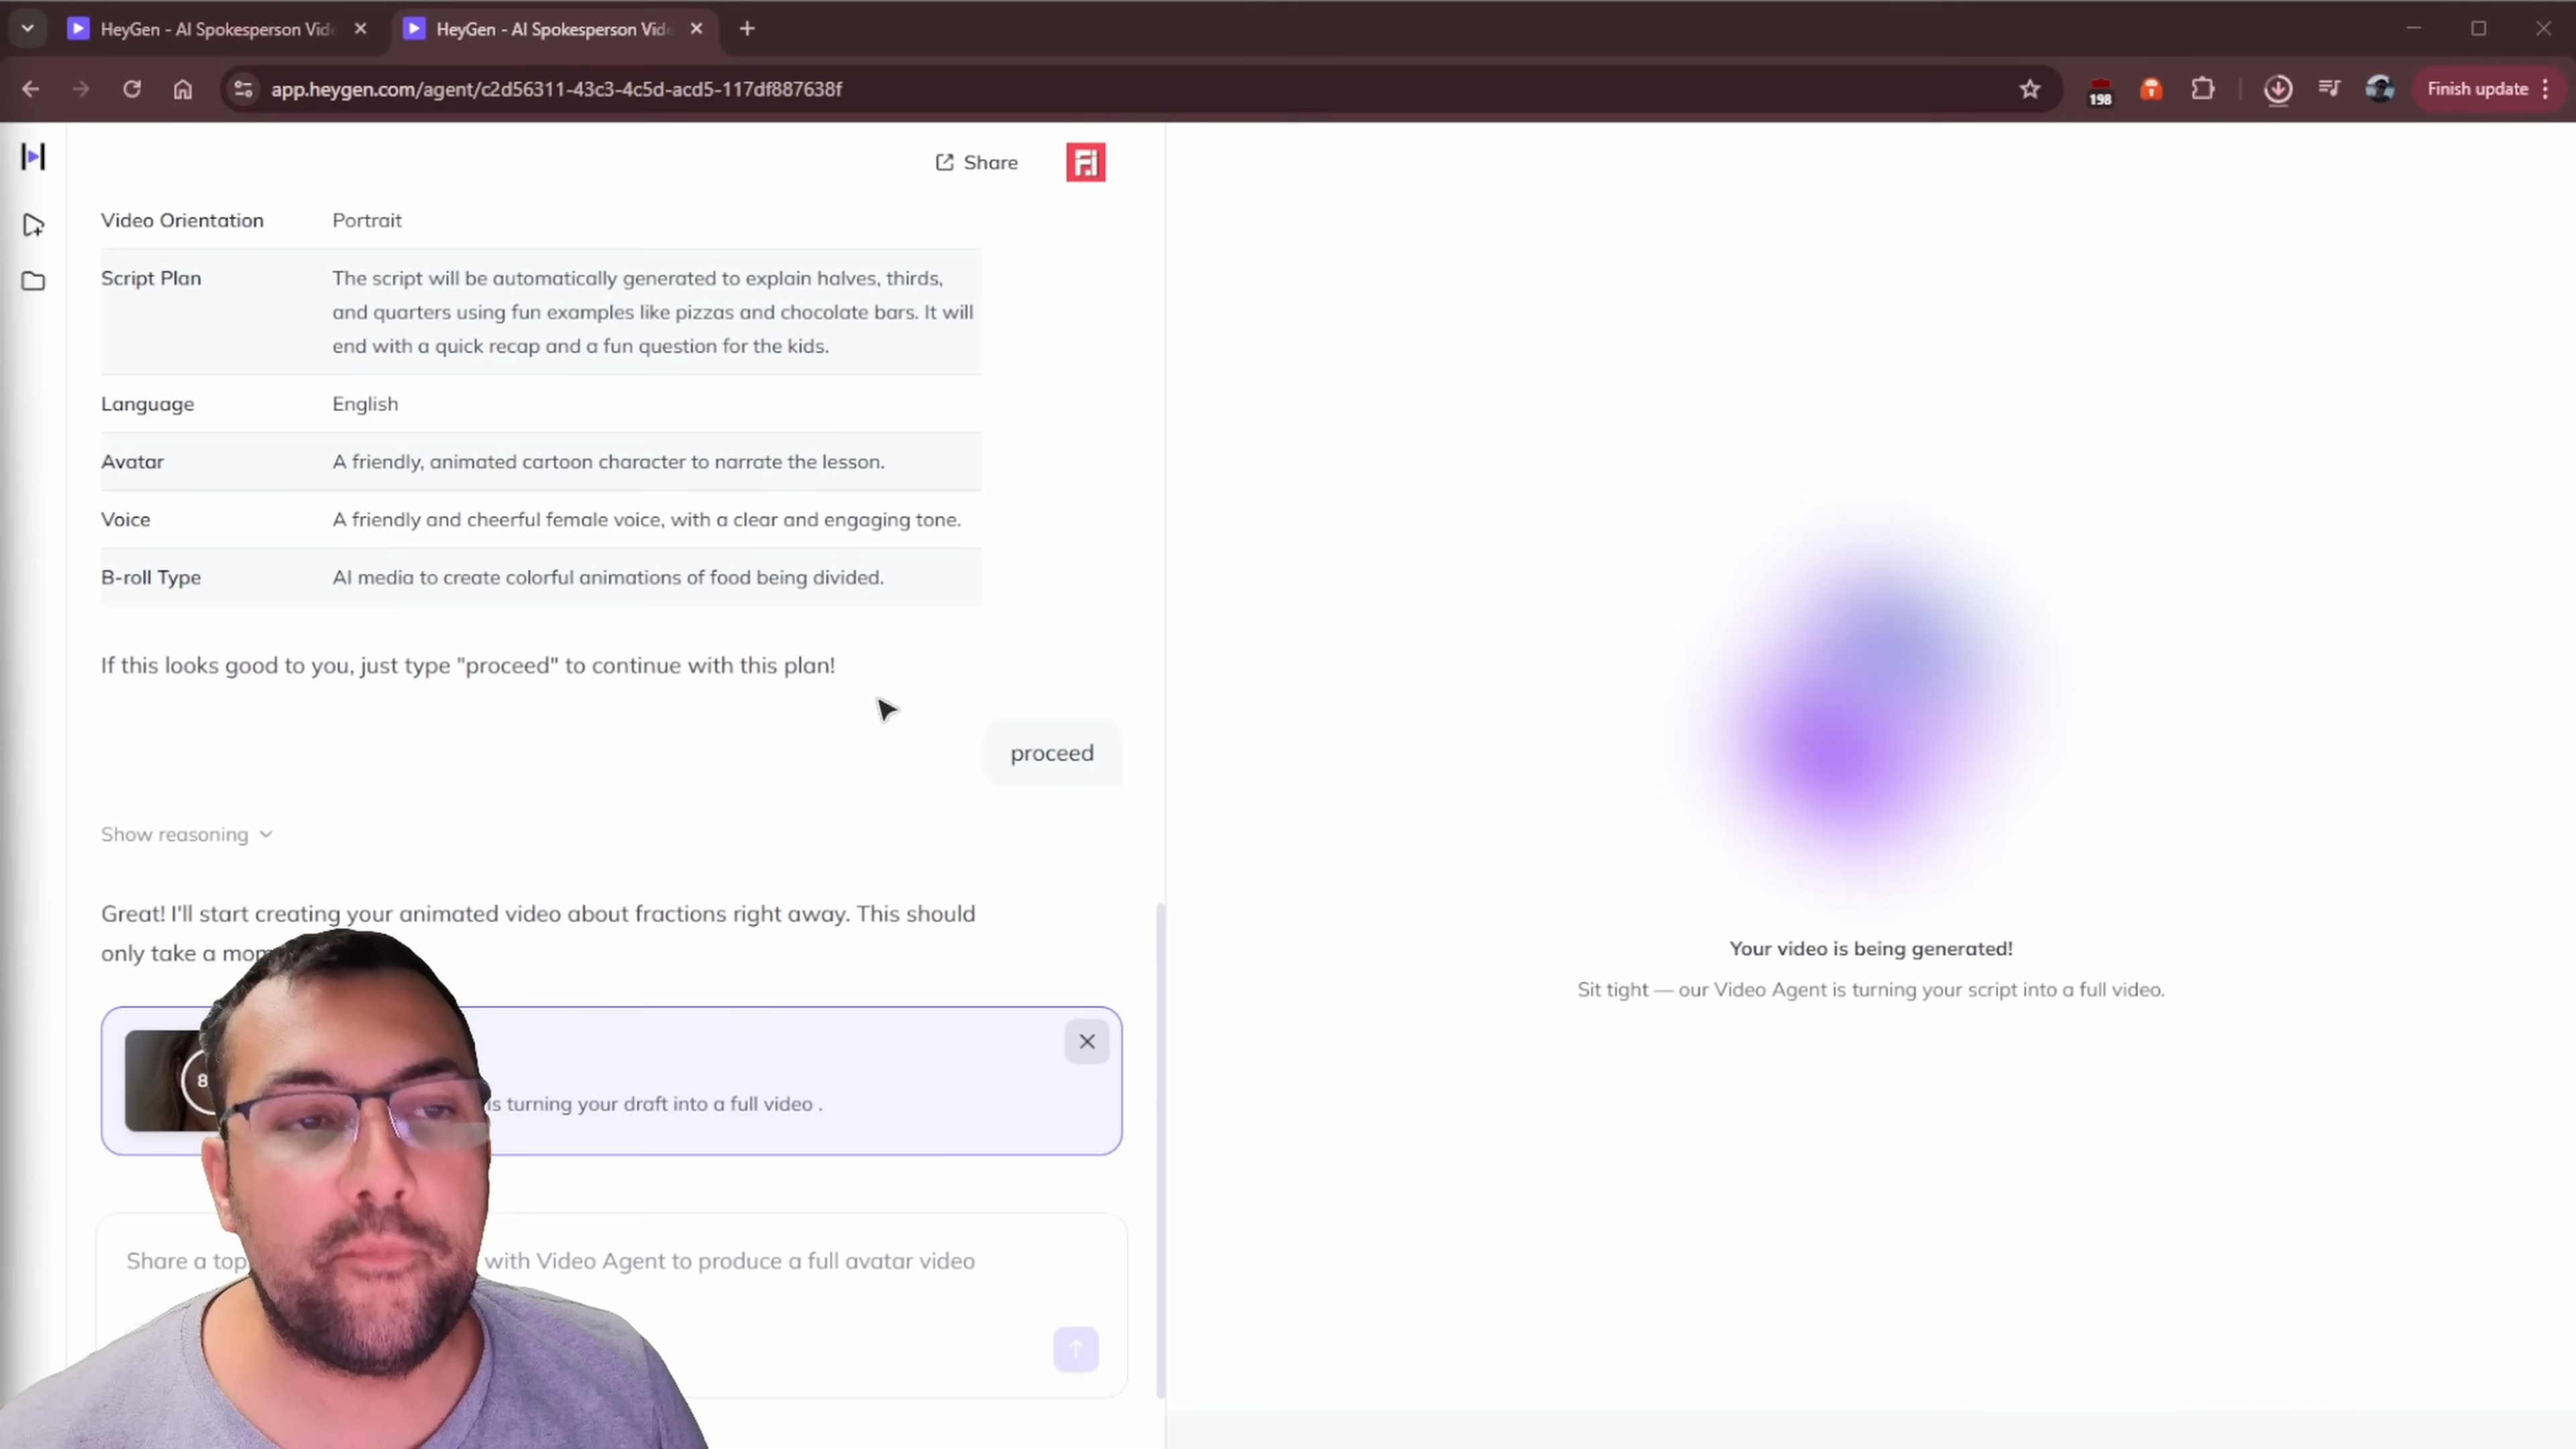 HeyGen - AI Spokesperson Vid
HeyGen - AI Spokesperson Vid
app.heygen.com/agent/c2d56311-43c3-4c5d-acd5-117df887638f
198
Finish update
Share
Video Orientation Portrait
Script Plan The script will be automatically generated to explain halves, thirds,
and quarters using fun examples like pizzas and chocolate bars. It will
end with a quick recap and a fun question for the kids.
Language English
Avatar A friendly, animated cartoon character to narrate the lesson.
Voice A friendly and cheerful female voice, with a clear and engaging tone.
B-roll Type AI media to create colorful animations of food being divided.
If this looks good to you, just type "proceed" to continue with this plan!
proceed
Show reasoning
Great! I'll start creating your animated video about fractions right away. This should
only take a
8
is turning your draft into a full video .
Share a with Video Agent to produce a full avatar video
Your video is being generated!
Sit tight — our Video Agent is turning your script into a full video.